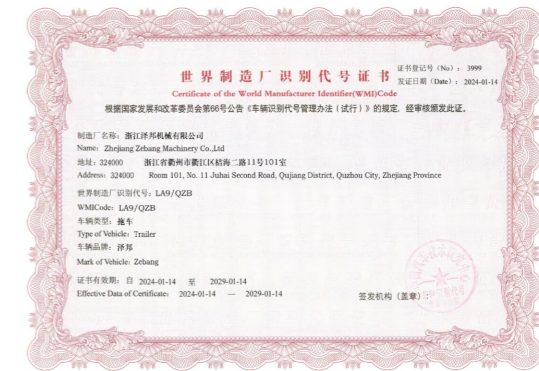 证书登记号（No）：3999
世界制造厂识别代号证书
发证日期（Date）：2024-01-14
Certificate of the World Manufacturer Identifier(WMI)Code
根据国家发展和改革委员会第66号公告《车辆识别代号管理办法（试行）》的规定，经审核颁发此证。
制造厂名称：浙江泽邦机械有限公司
Name: Zhejiang Zebang Machinery Co.,Ltd
地址：324000 浙江省衢州市衢江区桔海二路11号101室
Address: 324000 Room 101, No. 11 Juhai Second Road, Qujiang District, Quzhou City, Zhejiang Province
世界制造厂识别代号：LA9/QZB
WMICode: LA9/QZB
车辆类型：拖车
Type of Vehicle: Trailer
车辆品牌：泽邦
Mark of Vehicle: Zebang
证书有效期：自 2024-01-14 至 2029-01-14
Effective Data of Certificate: 2024-01-14 — 2029-01-14
签发机构（盖章）：